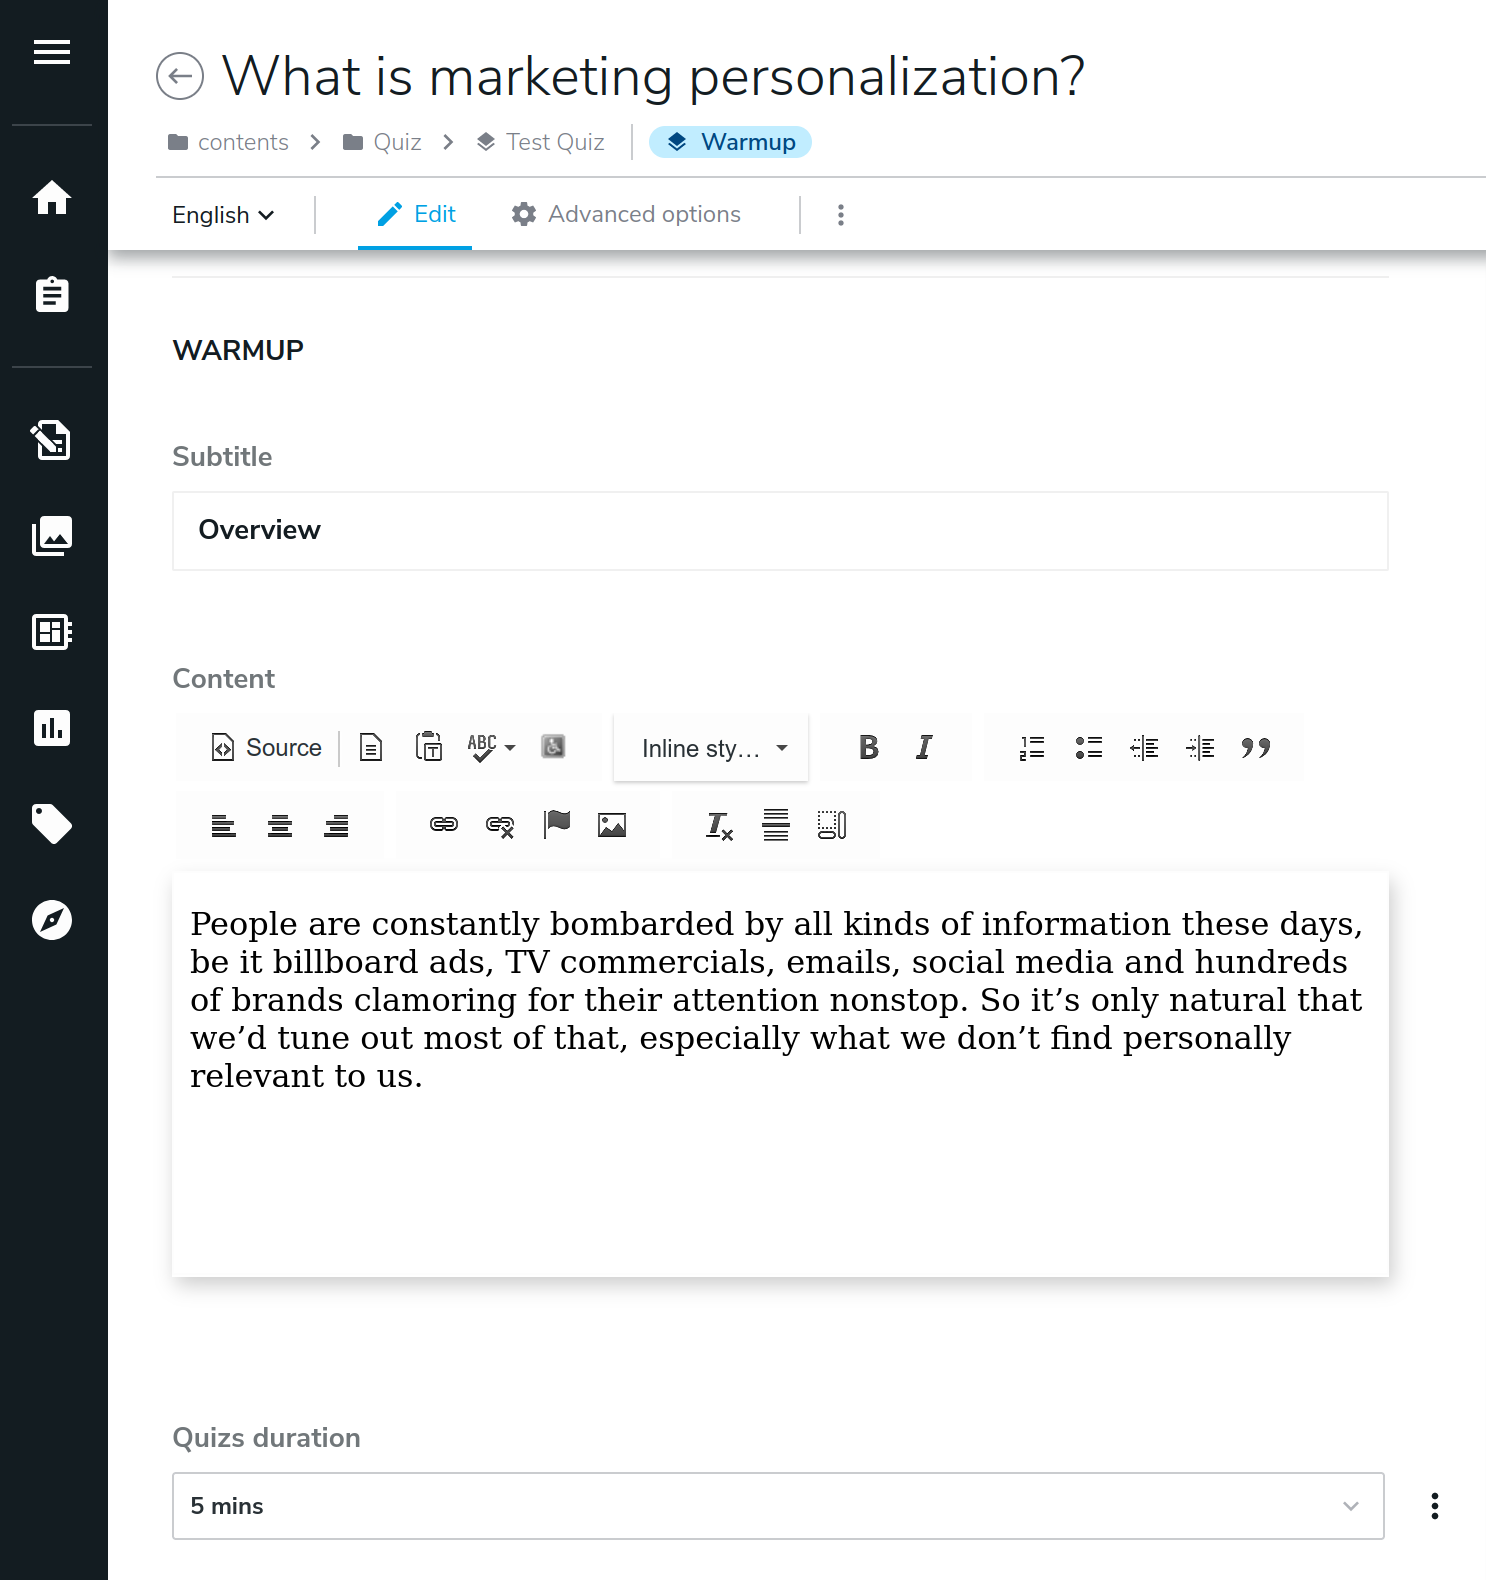 What is marketing personalization?
contents Quiz Test Quiz Warmup
English Edit Advanced options
WARMUP
Subtitle
Overview
Content
Source ABC Inline sty... B I
People are constantly bombarded by all kinds of information these days,
be it billboard ads, TV commercials, emails, social media and hundreds
of brands clamoring for their attention nonstop. So it’s only natural that
we’d tune out most of that, especially what we don’t find personally
relevant to us.
Quizs duration
5 mins